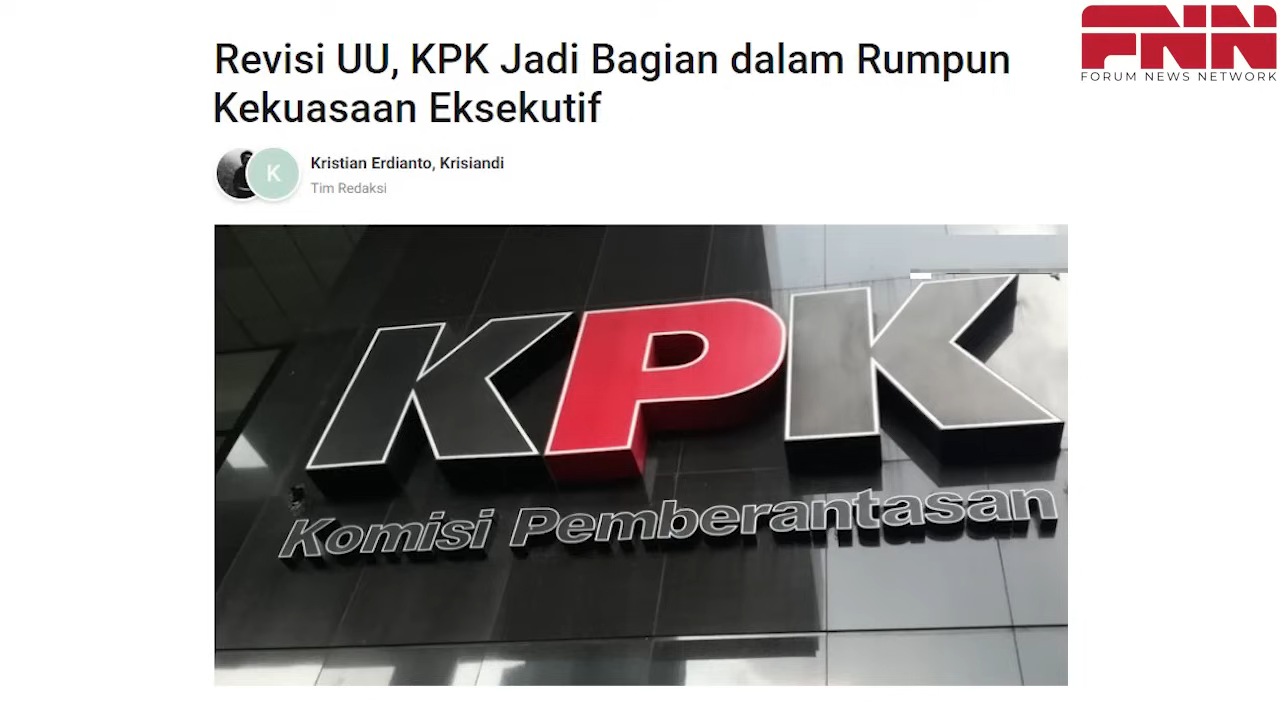 FNN
FORUM NEWS NETWORK
Revisi UU, KPK Jadi Bagian dalam Rumpun
Kekuasaan Eksekutif
K
Kristian Erdianto, Krisiandi
Tim Redaksi
KPK
Komisi Pemberantasan